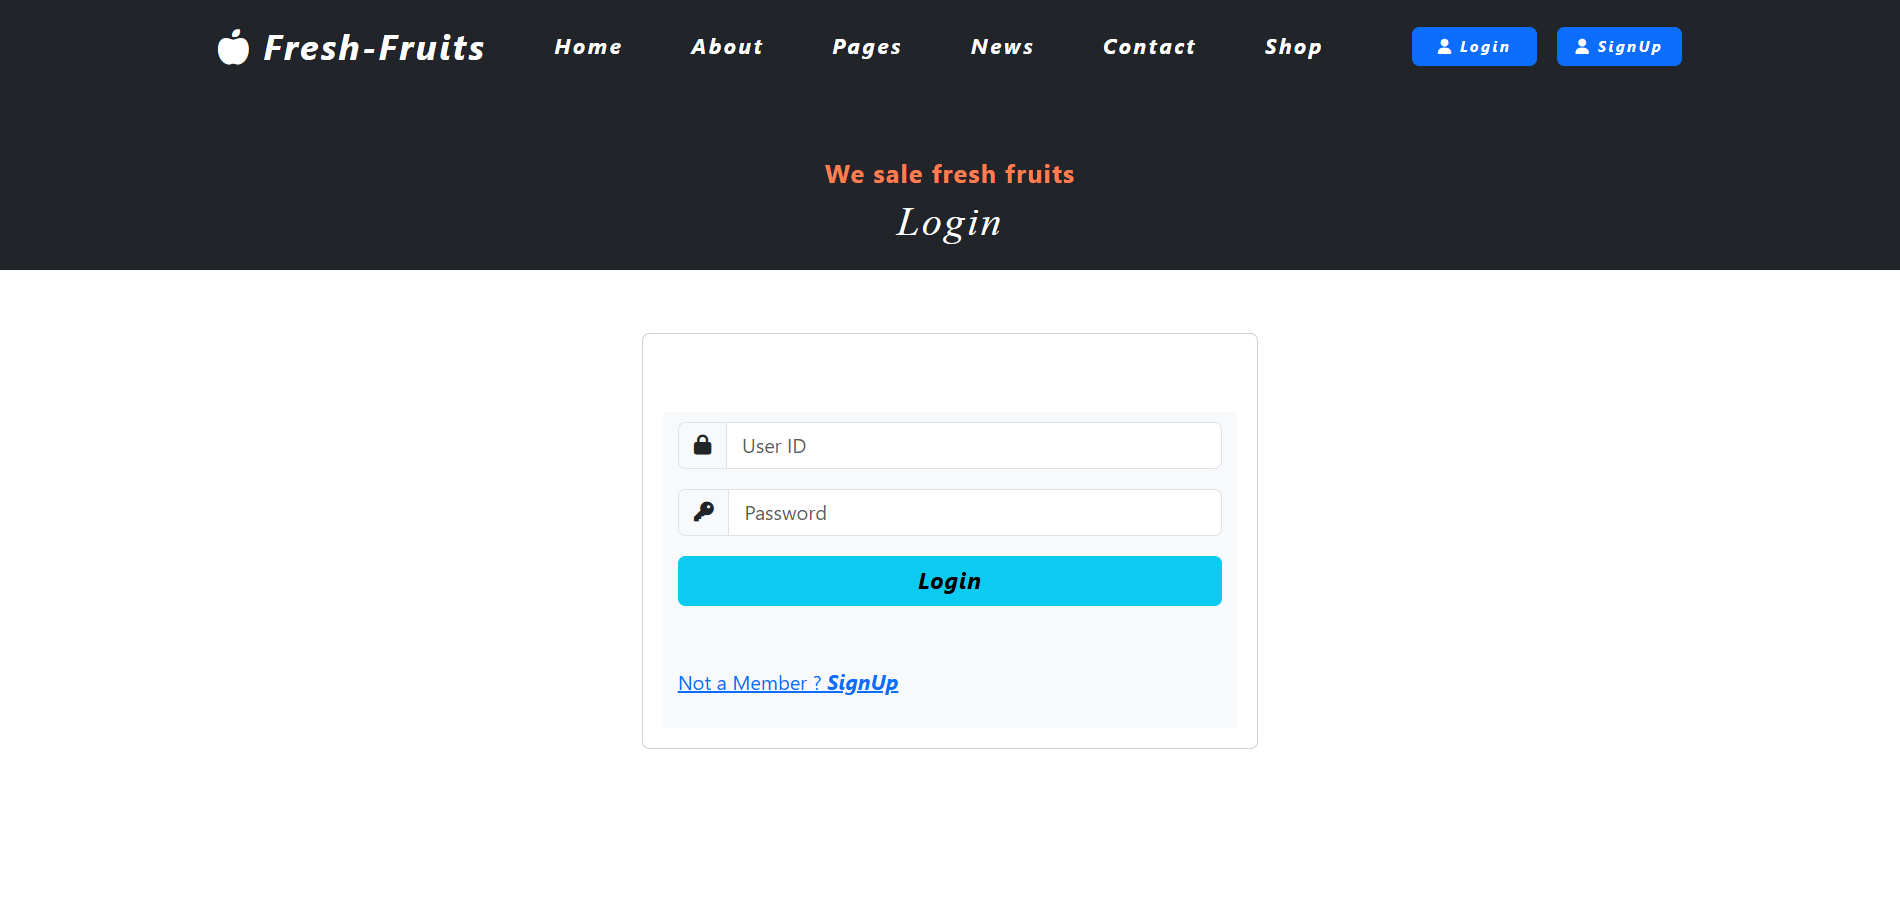 Fresh-Fruits Home About Pages News Contact Shop Login SignUp
We sale fresh fruits
Login
User ID
Password
Login
Not a Member ? SignUp